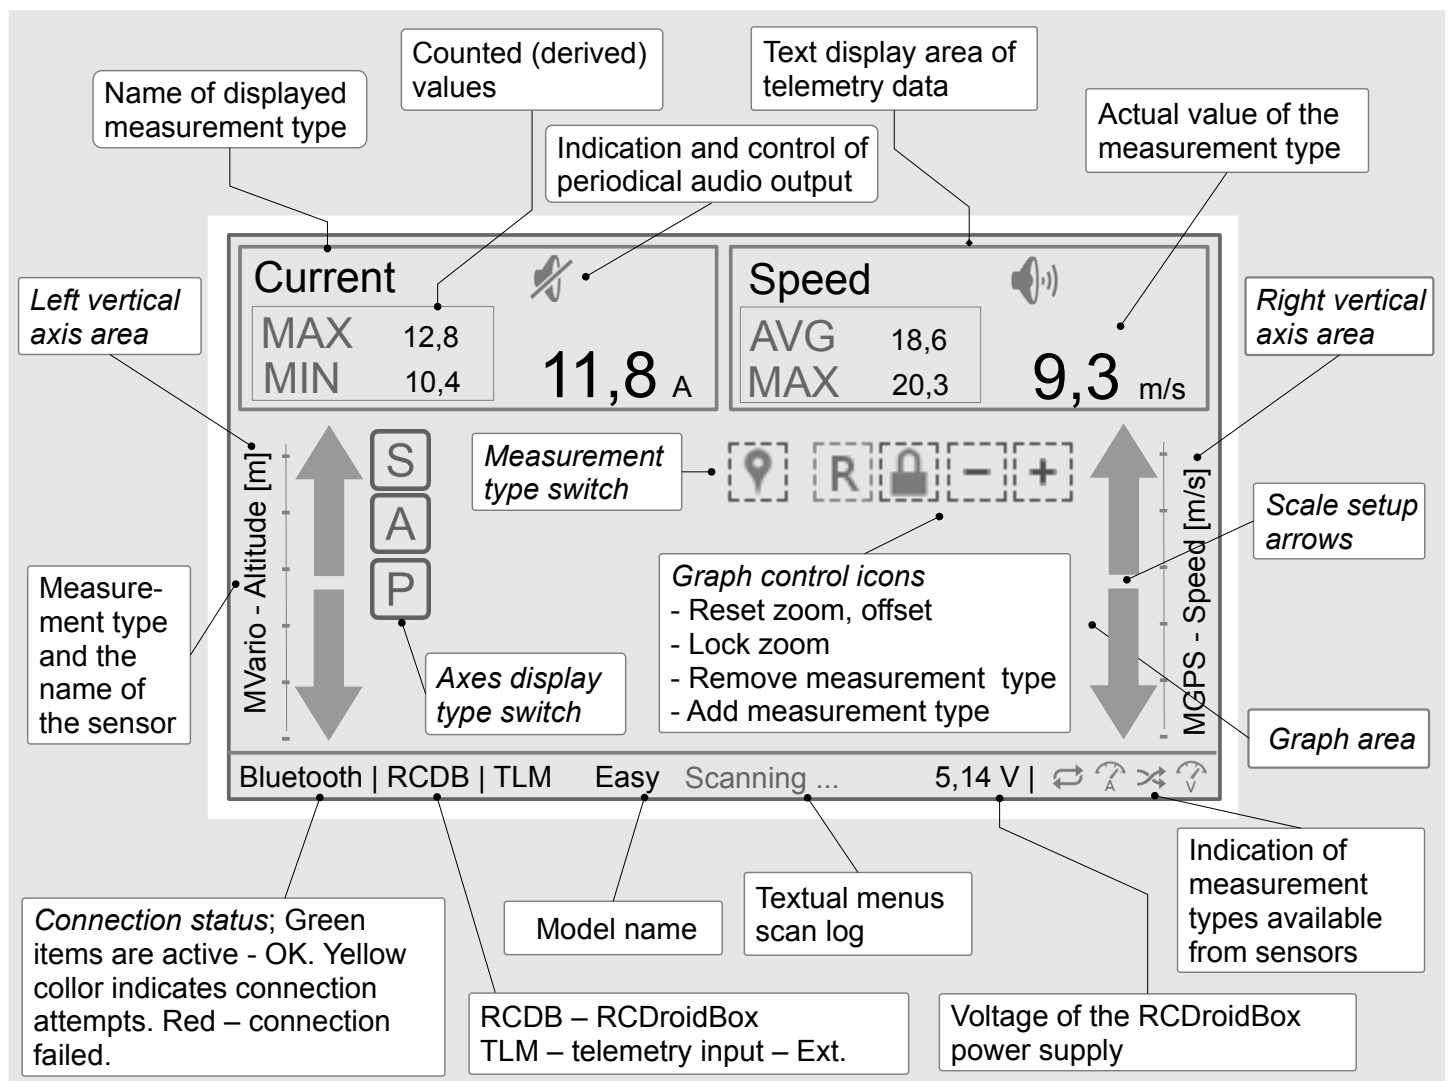 Counted (derived)
values
Text display area of
telemetry data
Name of displayed
measurement type
Actual value of the
measurement type
Indication and control of
periodical audio output
Left vertical
axis area
Right vertical
axis area
Current
MAX 12,8
MIN 10,4
11,8 A
Speed
AVG 18,6
MAX 20,3
9,3 m/s
MVario - Altitude [m]
S
A
P
Measurement
type switch
R
MGPS - Speed [m/s]
Scale setup
arrows
Measure-
ment type
and the
name of
the sensor
Graph control icons
- Reset zoom, offset
- Lock zoom
- Remove measurement type
- Add measurement type
Axes display
type switch
Graph area
Bluetooth | RCDB | TLM Easy Scanning ... 5,14 V |
A
V
Connection status; Green
items are active - OK. Yellow
collor indicates connection
attempts. Red – connection
failed.
Model name
Textual menus
scan log
Indication of
measurement
types available
from sensors
RCDB – RCDroidBox
TLM – telemetry input – Ext.
Voltage of the RCDroidBox
power supply